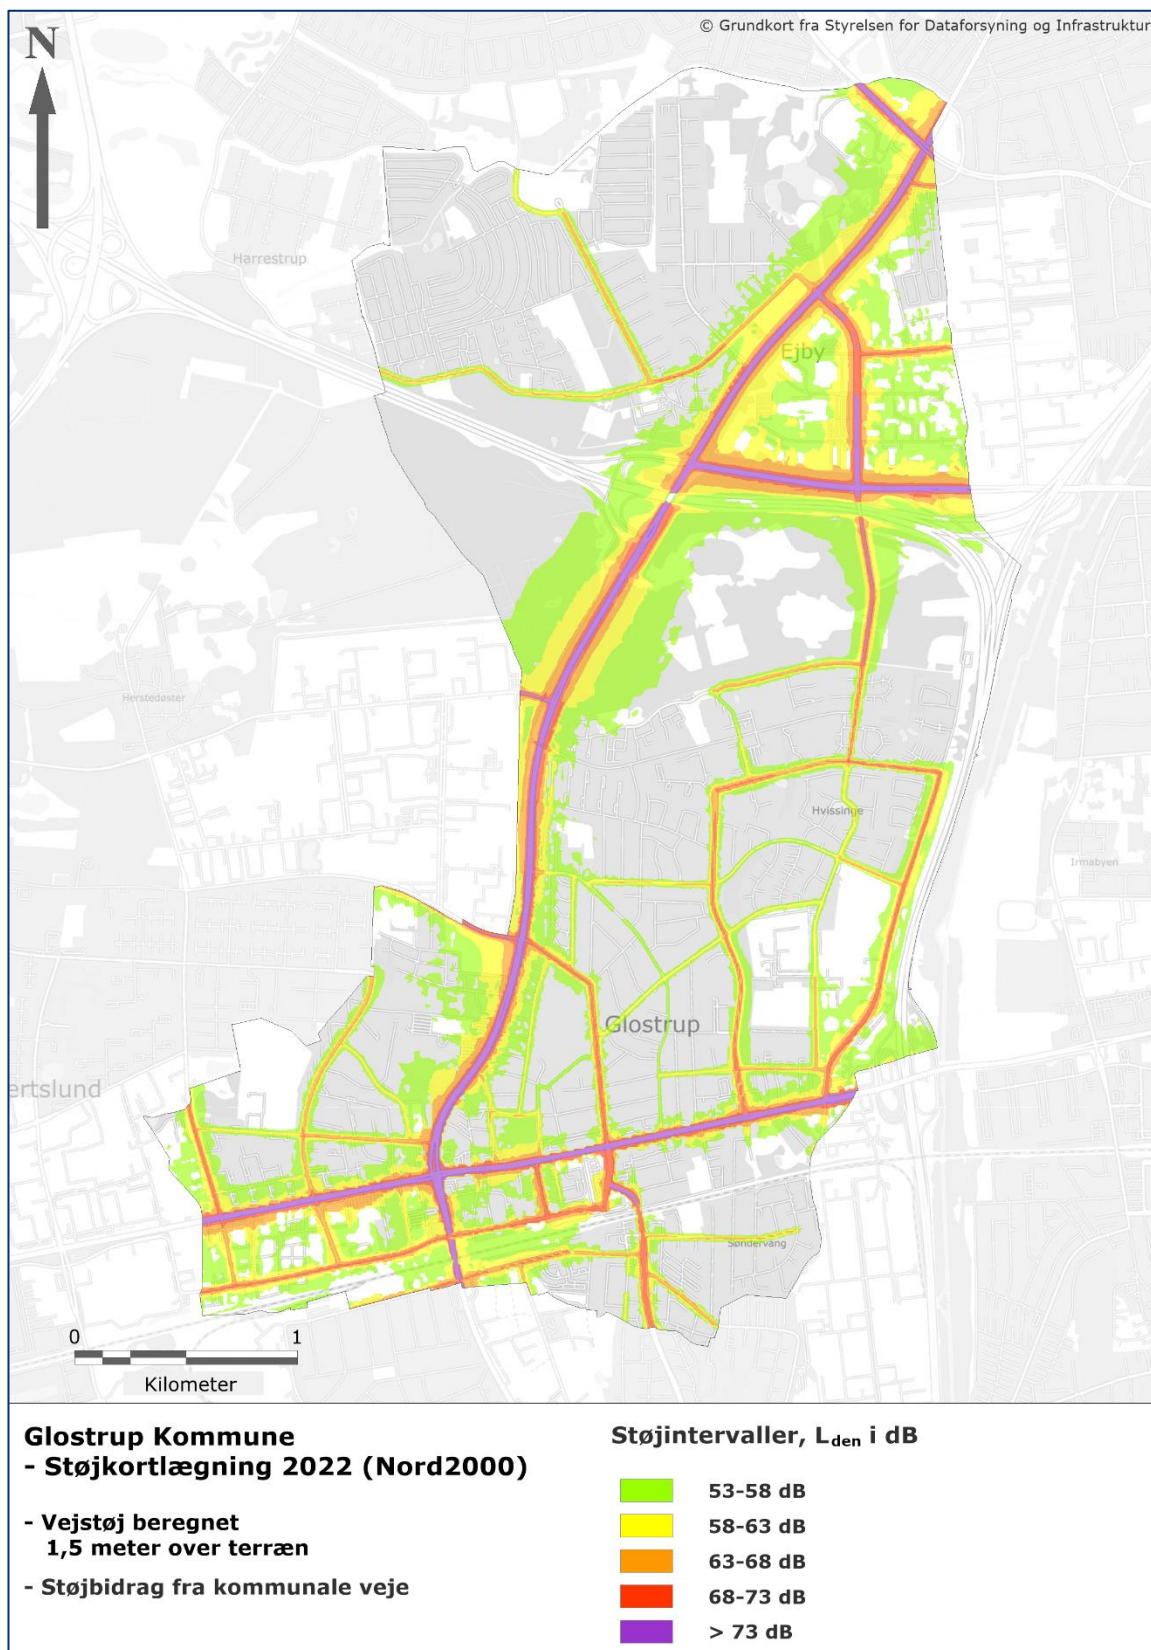 © Grundkort fra Styrelsen for Dataforsyning og Infrastruktur
N
Harrestrup
Ejby
Herstedøster
Hvissinge
Irmabyen
Glostrup
ertslund
Søndervang
0 1
Kilometer
Glostrup Kommune
- Støjkortlægning 2022 (Nord2000)
- Vejstøj beregnet
1,5 meter over terræn
- Støjbidrag fra kommunale veje
Støjintervaller, Lden i dB
53-58 dB
58-63 dB
63-68 dB
68-73 dB
> 73 dB